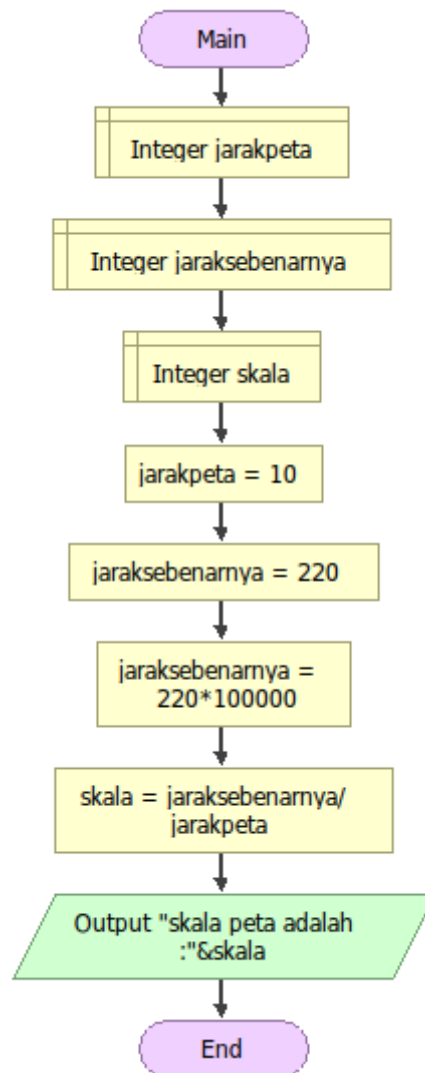 Main
Integer jarakpeta
Integer jaraksebenarnya
Integer skala
jarakpeta = 10
jaraksebenarnya = 220
jaraksebenarnya =
220*100000
skala = jaraksebenarnya/
jarakpeta
Output "skala peta adalah
:"&skala
End